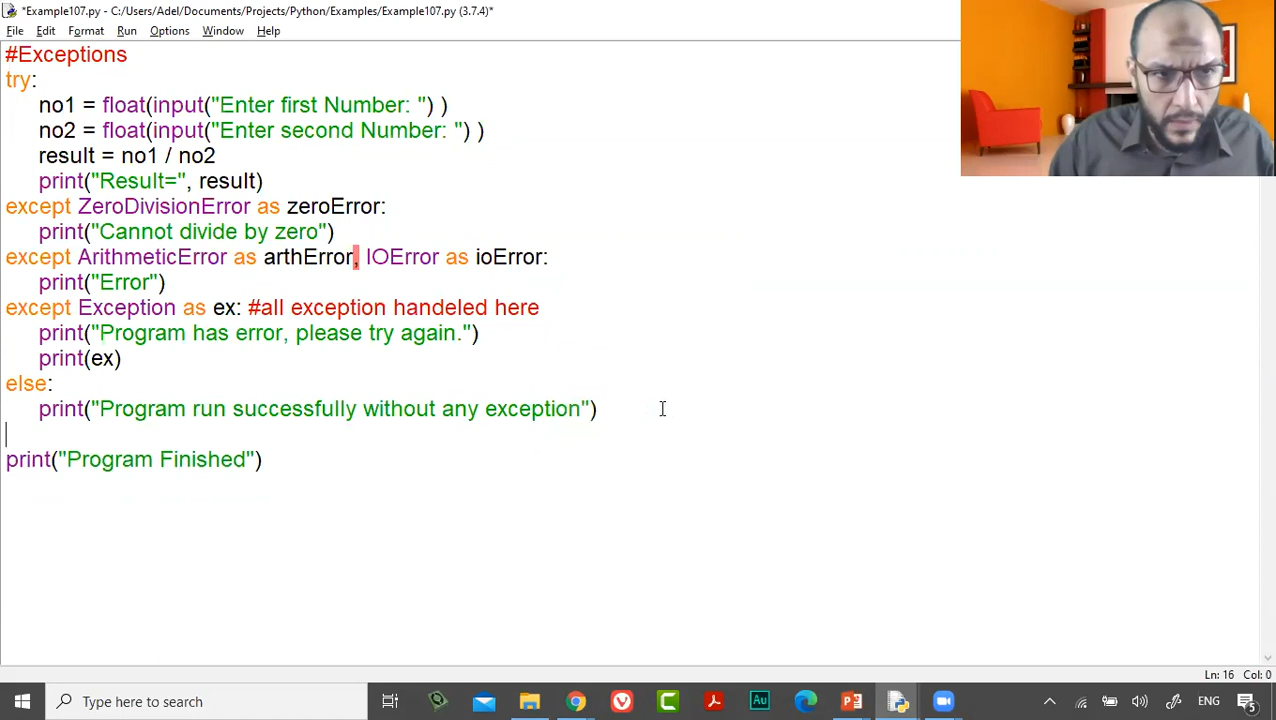 *Example107.py - C:/Users/Adel/Documents/Projects/Python/Examples/Example107.py (3.7.4)*
File Edit Format Run Options Window Help
#Exceptions
try:
no1 = float(input("Enter first Number: ") )
no2 = float(input("Enter second Number: ") )
result = no1 / no2
print("Result=", result)
except ZeroDivisionError as zeroError:
print("Cannot divide by zero")
except ArithmeticError as arthError, IOError as ioError:
print("Error")
except Exception as ex: #all exception handeled here
print("Program has error, please try again.")
print(ex)
else:
print("Program run successfully without any exception")
print("Program Finished")
Ln: 16 Col: 0
Type here to search
Au
ENG
5